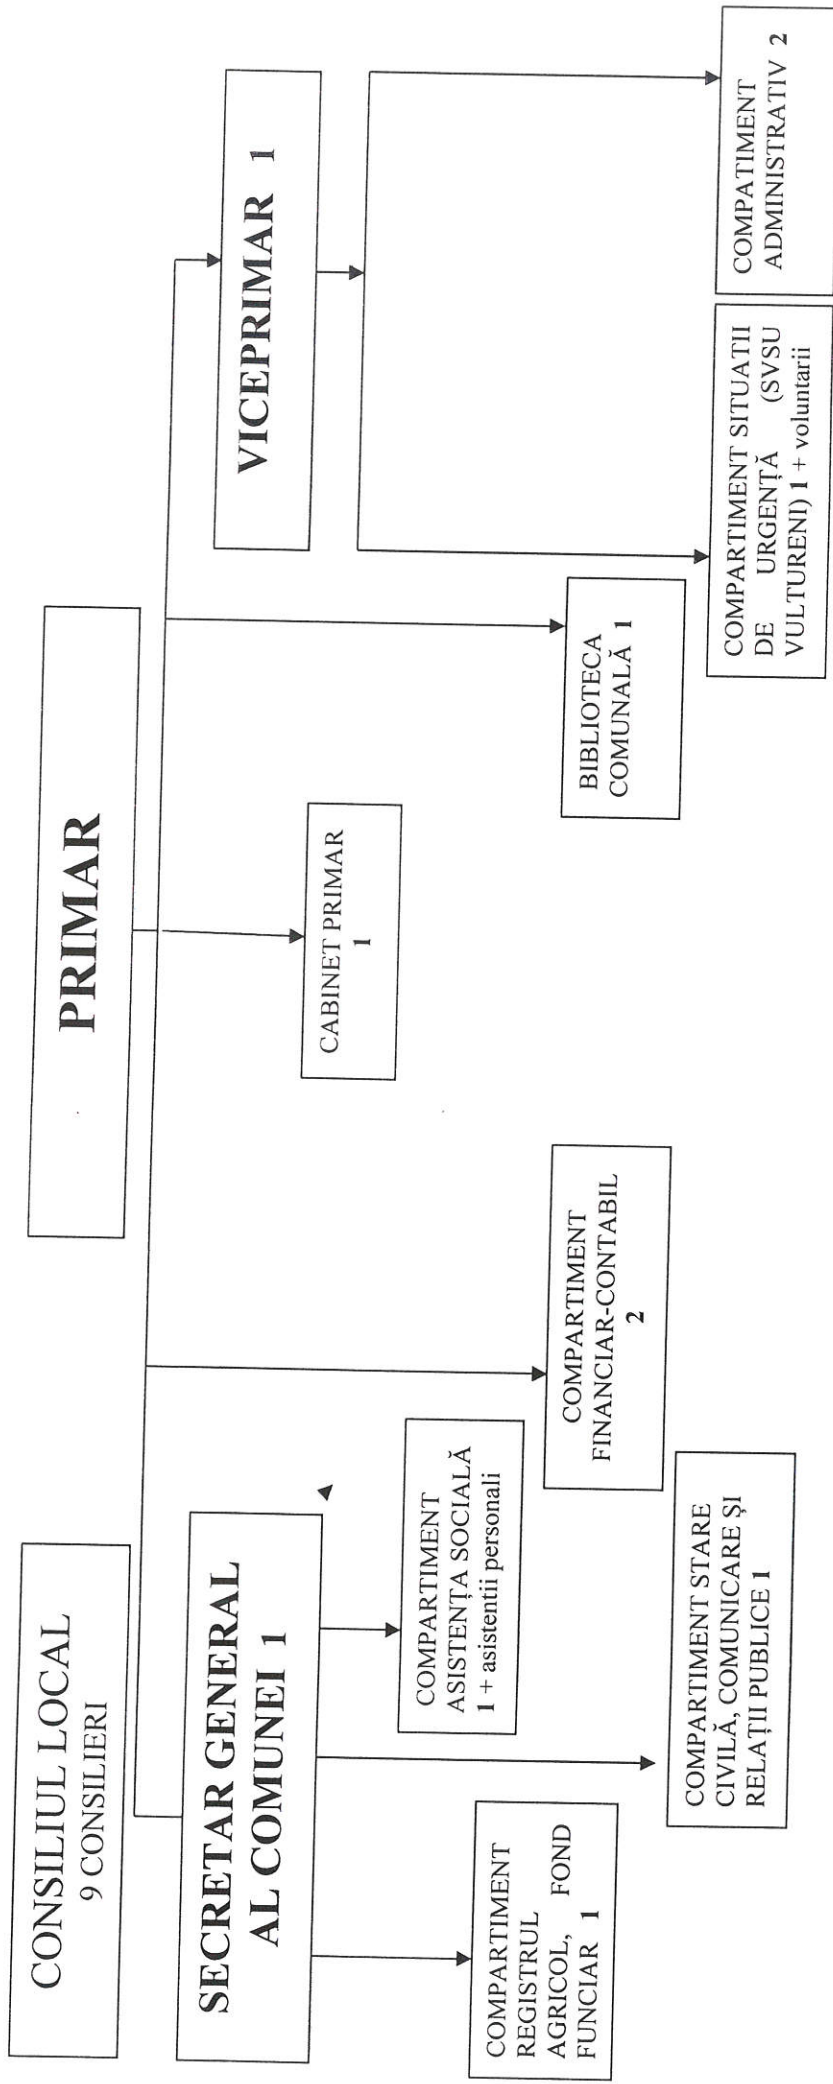 CONSILIUL LOCAL
9 CONSILIERI
PRIMAR
SECRETAR GENERAL
AL COMUNEI 1
VICEPRIMAR 1
CABINET PRIMAR
1
COMPARTIMENT
ASISTENȚA SOCIALĂ
1 + asistentii personali
COMPARTIMENT
REGISTRUL
AGRICOL, FOND
FUNCIAR 1
COMPARTIMENT
FINANCIAR-CONTABIL
2
BIBLIOTECA
COMUNALĂ 1
COMPARTIMENT STARE
CIVILĂ, COMUNICARE ȘI
RELAȚII PUBLICE 1
COMPARTIMENT SITUATII
DE URGENȚĂ (SVSU
VULTURENI) 1 + voluntarii
COMPATIMENT
ADMINISTRATIV 2